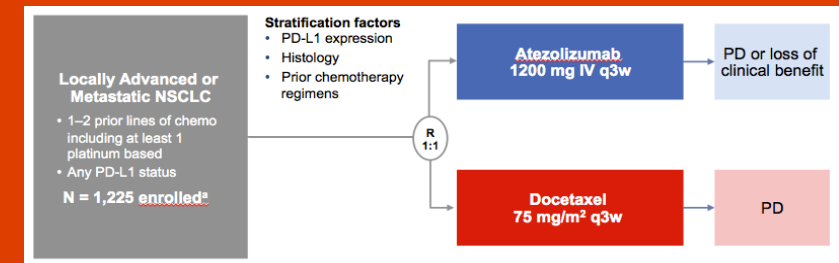 Locally Advanced or
Metastatic NSCLC
• 1–2 prior lines of chemo
including at least 1
platinum based
• Any PD-L1 status
N = 1,225 enrolledª
Stratification factors
• PD-L1 expression
• Histology
• Prior chemotherapy
regimens
R
1:1
Atezolizumab
1200 mg IV q3w
PD or loss of
clinical benefit
Docetaxel
75 mg/m² q3w
PD